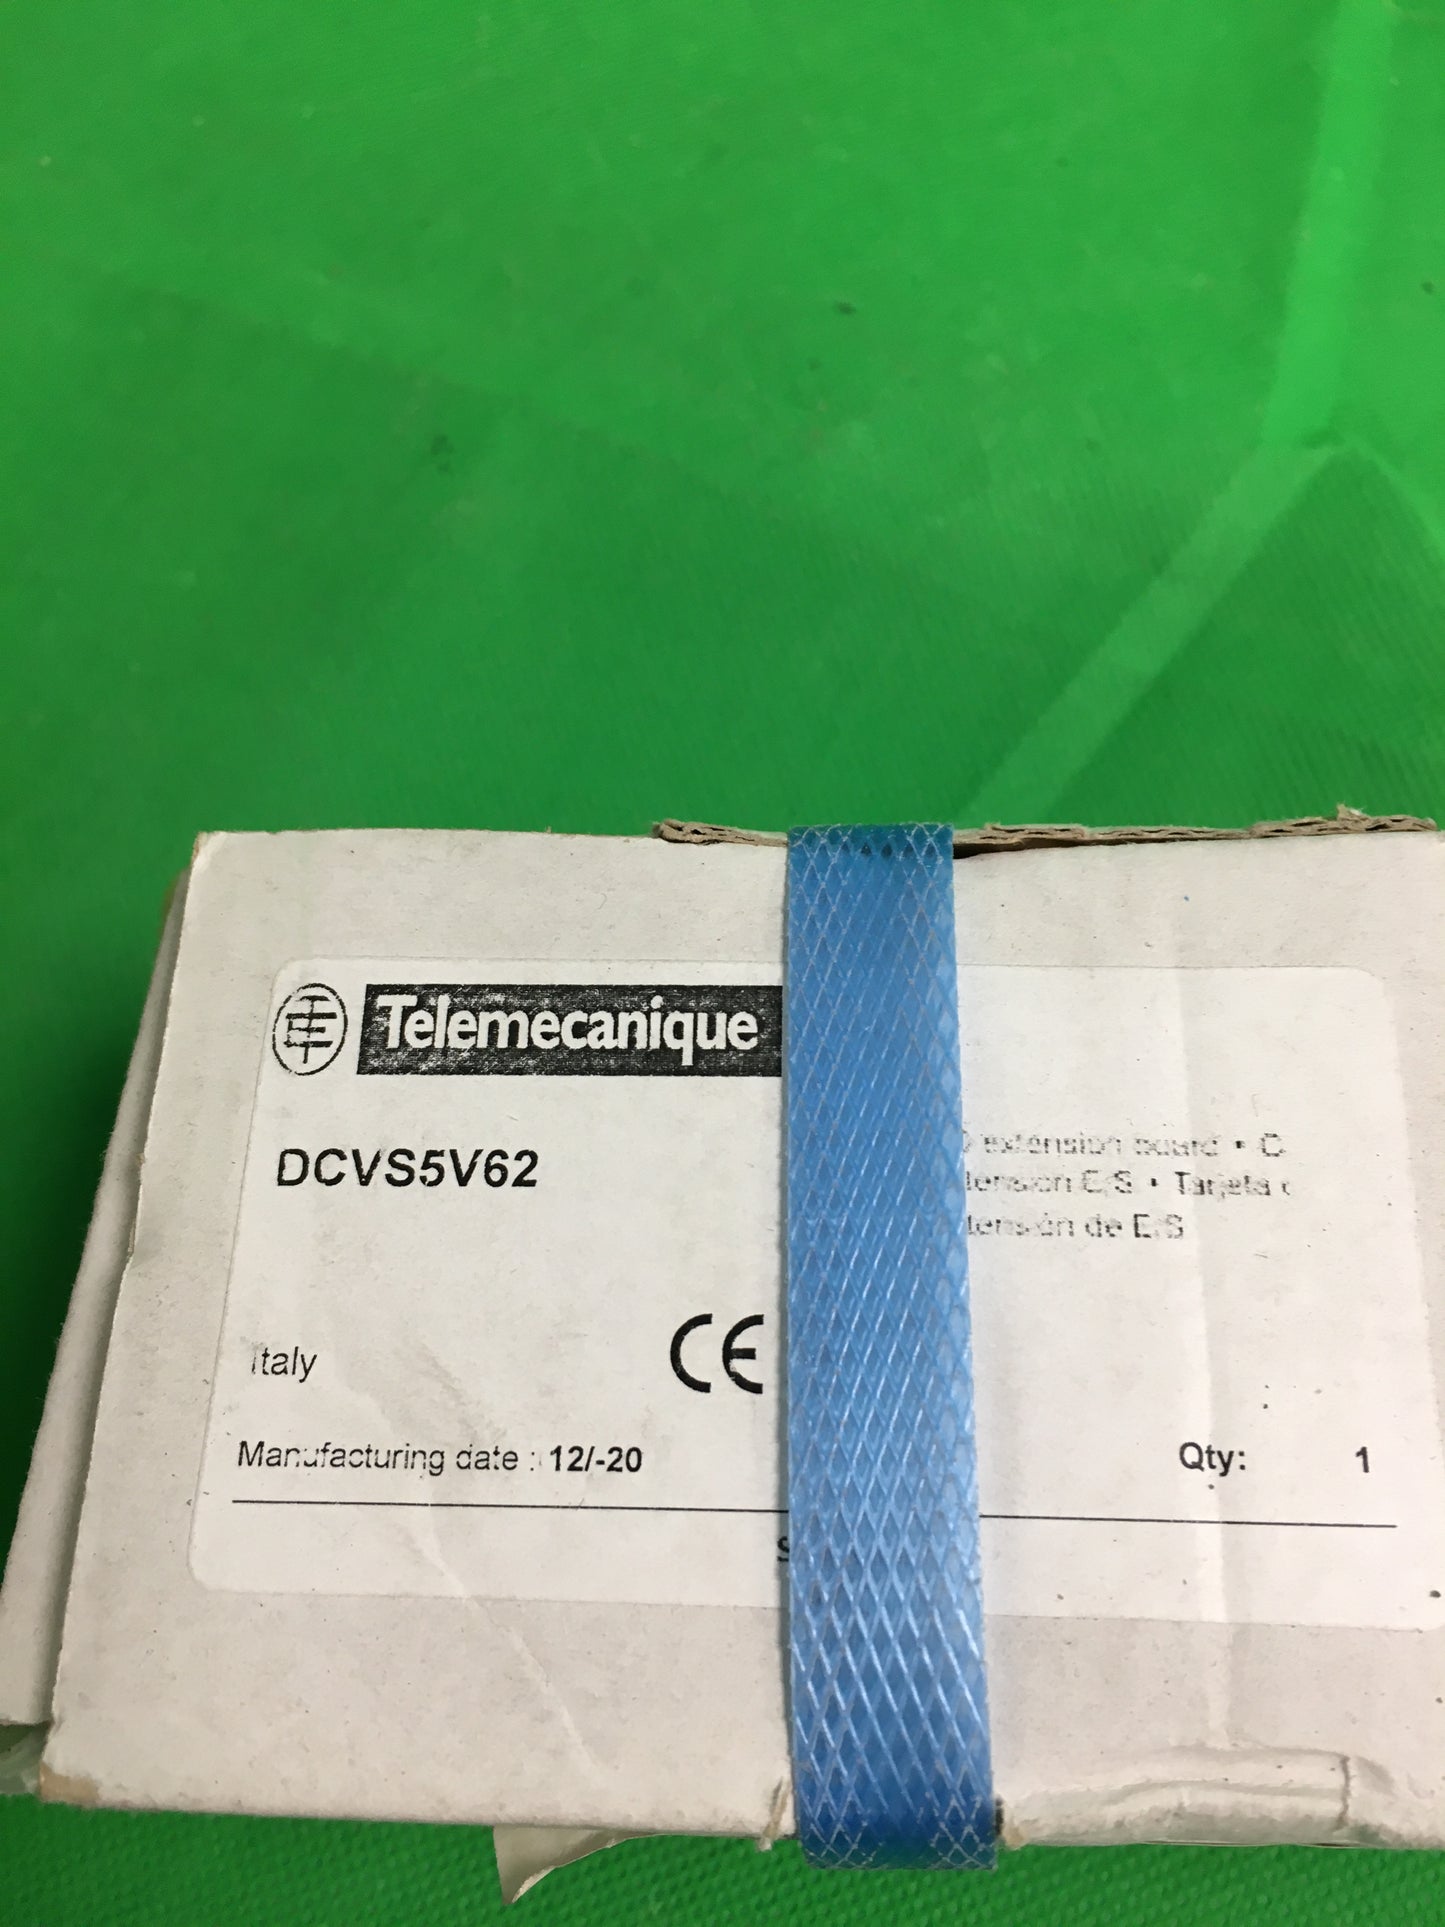 Telemecanique
DCVS5V62
extension board •
tension E/S • Tarjeta
tensión de E/S
Italy
CE
Manufacturing date : 12/-20
Qty: 1